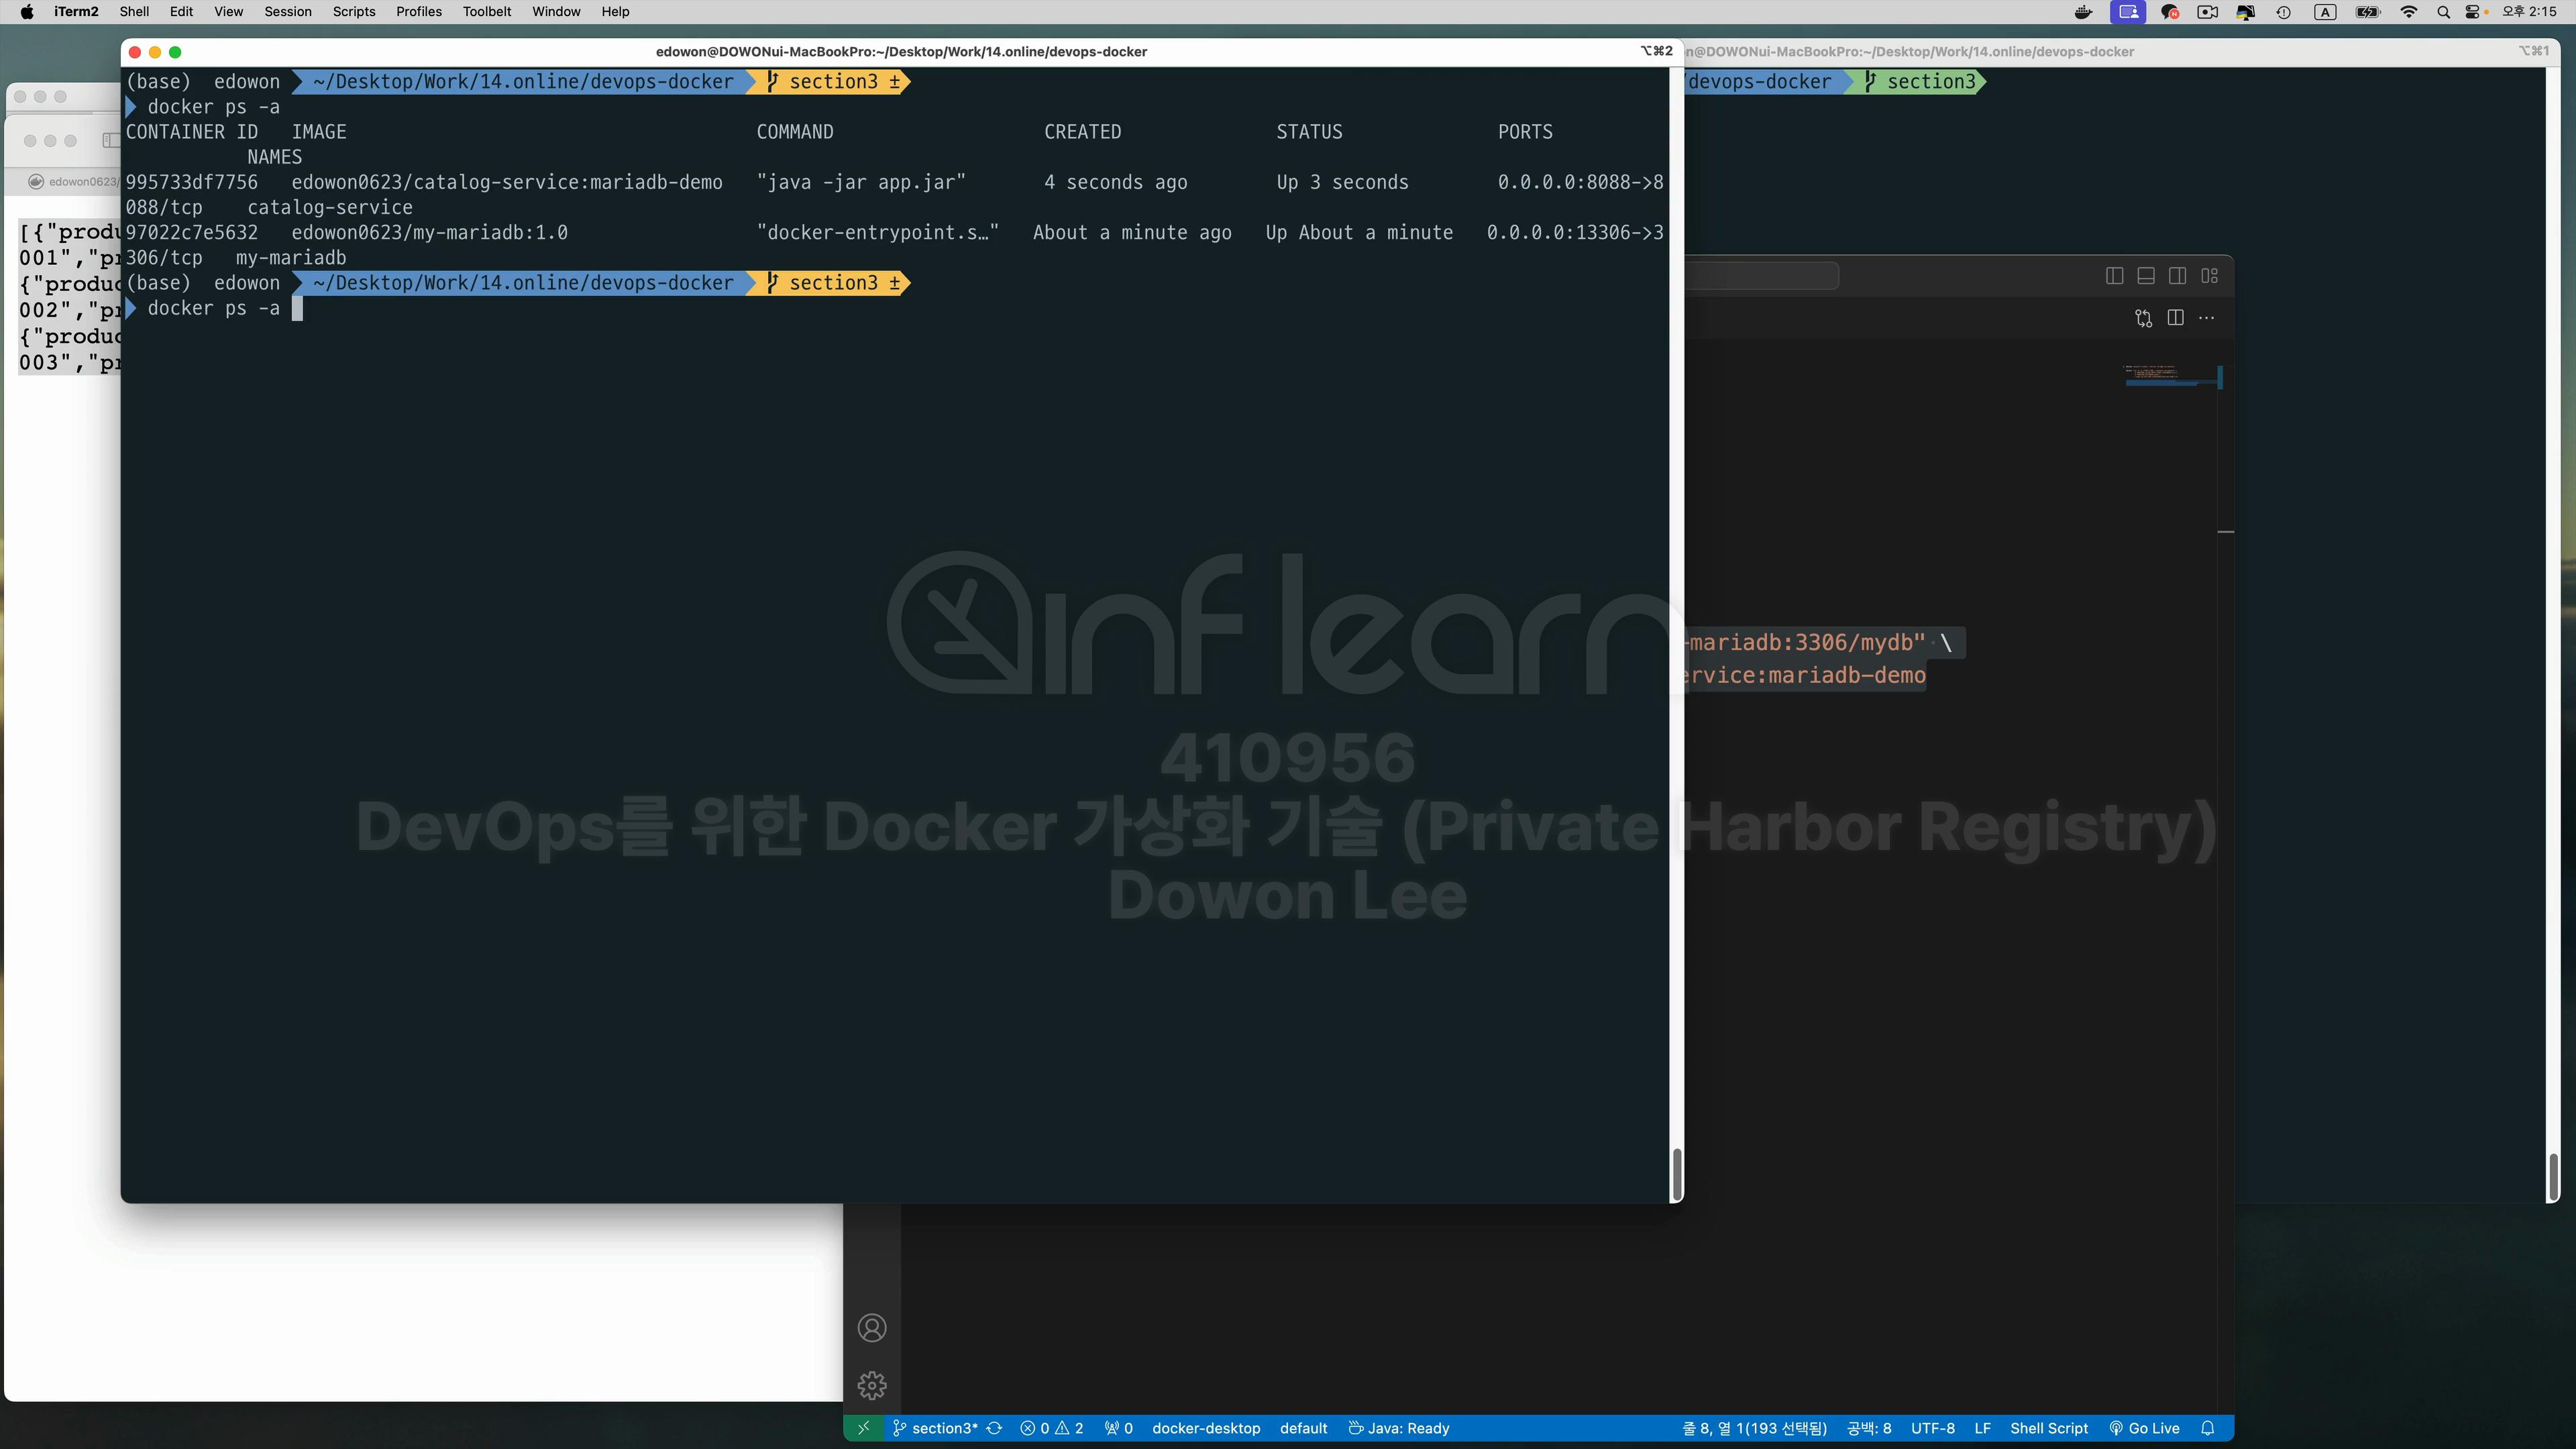 iTerm2 Shell Edit View Session Scripts Profiles Toolbelt Window Help A 오후 2:15
edowon@DOWONui-MacBookPro:~/Desktop/Work/14.online/devops-docker ⌥⌘2
n@DOWONui-MacBookPro:~/Desktop/Work/14.online/devops-docker ⌥⌘1
(base) edowon ~/Desktop/Work/14.online/devops-docker section3 ±
/devops-docker section3
docker ps -a
CONTAINER ID IMAGE COMMAND CREATED STATUS PORTS
NAMES
995733df7756 edowon0623/catalog-service:mariadb-demo "java -jar app.jar" 4 seconds ago Up 3 seconds 0.0.0.0:8088->8
088/tcp catalog-service
97022c7e5632 edowon0623/my-mariadb:1.0 "docker-entrypoint.s…" About a minute ago Up About a minute 0.0.0.0:13306->3
306/tcp my-mariadb
(base) edowon ~/Desktop/Work/14.online/devops-docker section3 ±
docker ps -a
edowon0623/
[{"produ
001","pr
{"produc
002","pr
{"produc
003","pr
-mariadb:3306/mydb" \
ervice:mariadb-demo
inflearn
410956
DevOps를 위한 Docker 가상화 기술 (Private Harbor Registry)
Dowon Lee
section3* 0 2 0 docker-desktop default Java: Ready 줄 8, 열 1(193 선택됨) 공백: 8 UTF-8 LF Shell Script Go Live